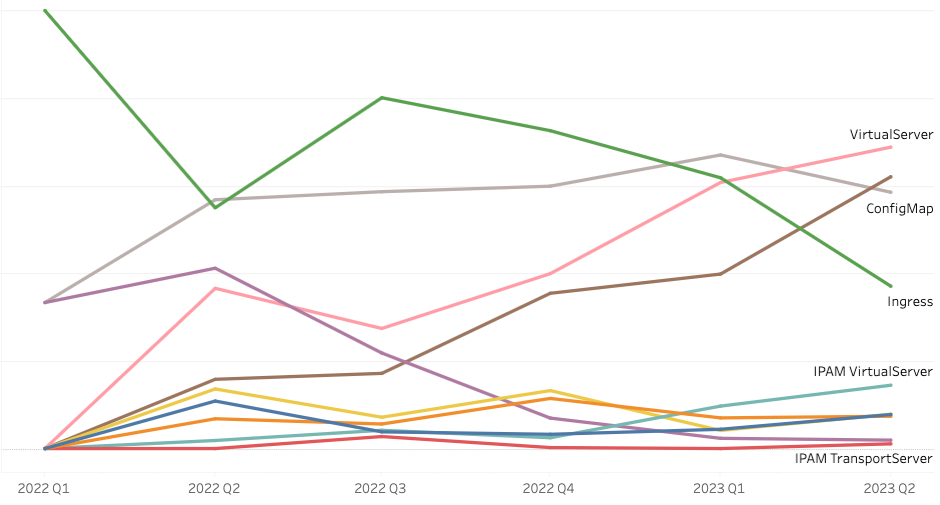 VirtualServer
ConfigMap
Ingress
IPAM VirtualServer
IPAM TransportServer
2022 Q1 2022 Q2 2022 Q3 2022 Q4 2023 Q1 2023 Q2